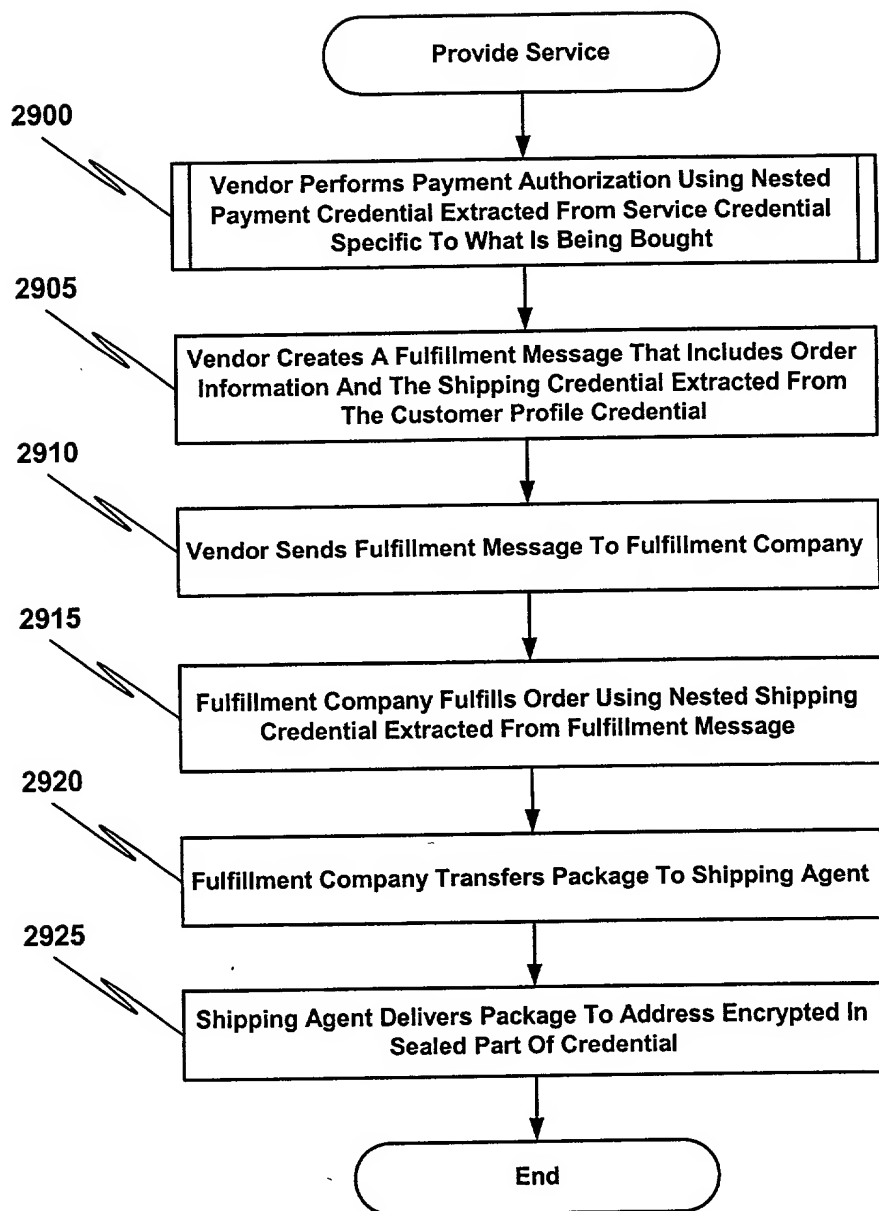 Provide Service
2900
Vendor Performs Payment Authorization Using Nested
Payment Credential Extracted From Service Credential
Specific To What Is Being Bought
2905
Vendor Creates A Fulfillment Message That Includes Order
Information And The Shipping Credential Extracted From
The Customer Profile Credential
2910
Vendor Sends Fulfillment Message To Fulfillment Company
2915
Fulfillment Company Fulfills Order Using Nested Shipping
Credential Extracted From Fulfillment Message
2920
Fulfillment Company Transfers Package To Shipping Agent
2925
Shipping Agent Delivers Package To Address Encrypted In
Sealed Part Of Credential
End